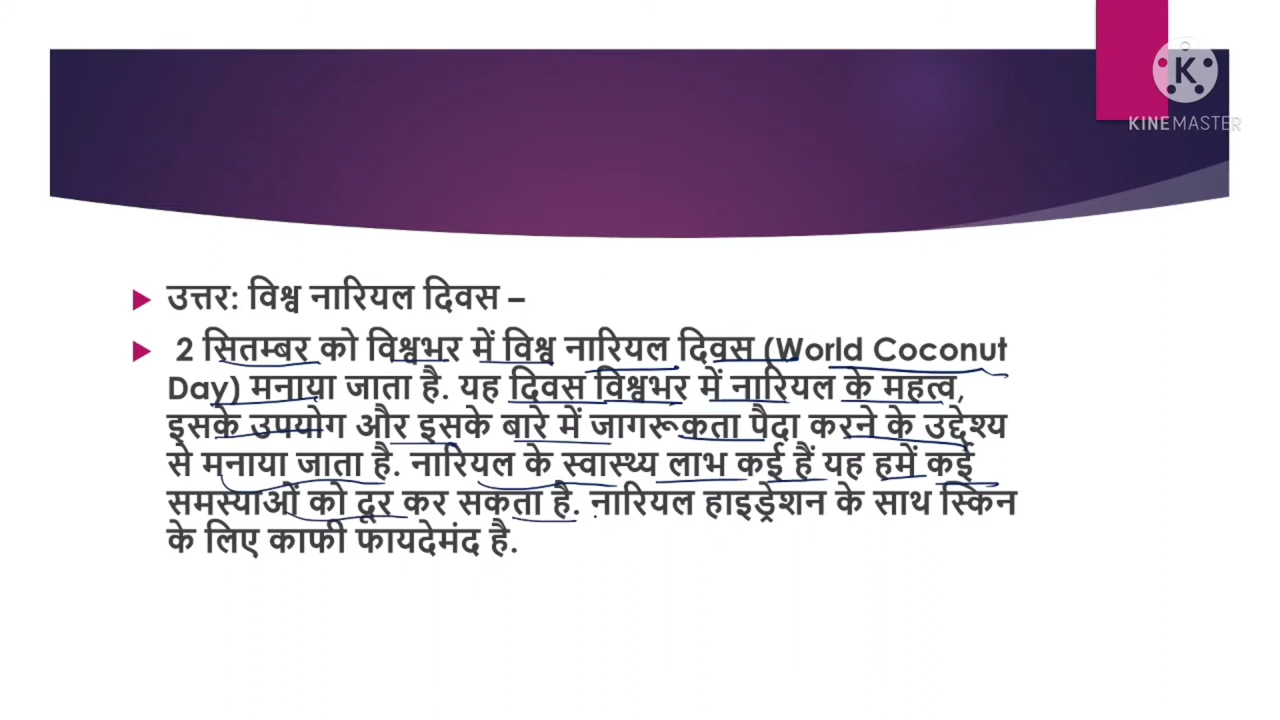 KINEMASTER
उत्तर: विश्व नारियल दिवस –
2 सितम्बर को विश्वभर में विश्व नारियल दिवस (World Coconut
Day) मनाया जाता है. यह दिवस विश्वभर में नारियल के महत्व,
इसके उपयोग और इसके बारे में जागरूकता पैदा करने के उद्देश्य
से मनाया जाता है. नारियल के स्वास्थ्य लाभ कई हैं यह हमें कई
समस्याओं को दूर कर सकता है. नारियल हाइड्रेशन के साथ स्किन
के लिए काफी फायदेमंद है.